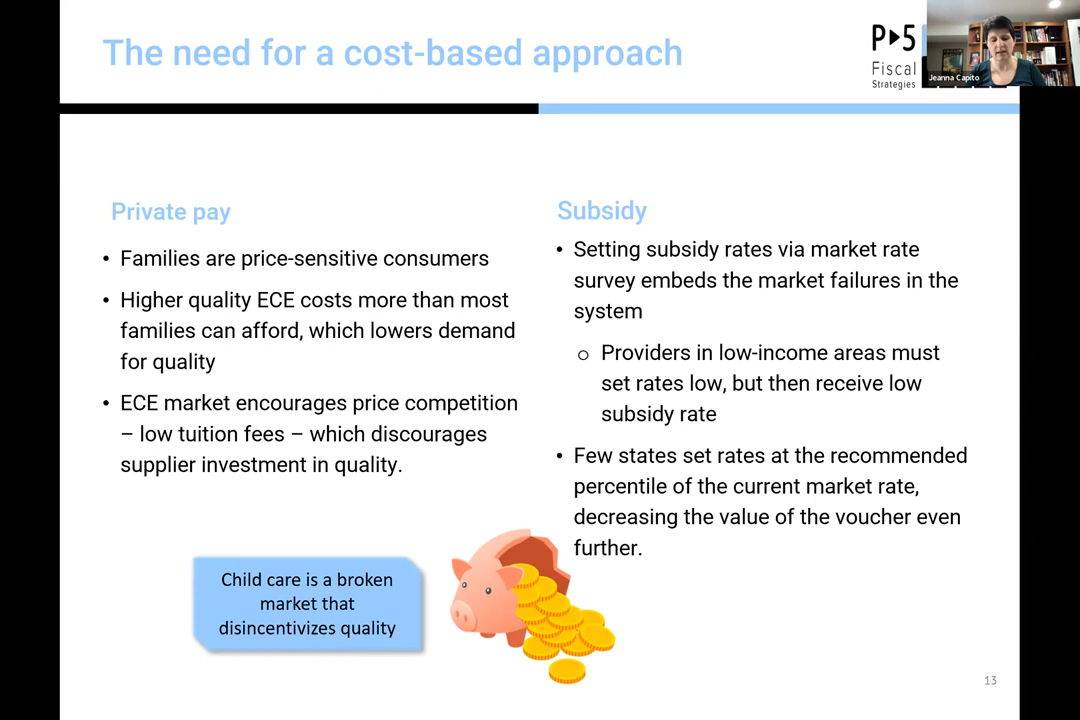 The need for a cost-based approach
P 5
Fiscal
Strategies
Jeanna Capito
Private pay
• Families are price-sensitive consumers
• Higher quality ECE costs more than most
families can afford, which lowers demand
for quality
• ECE market encourages price competition
– low tuition fees – which discourages
supplier investment in quality.
Subsidy
• Setting subsidy rates via market rate
survey embeds the market failures in the
system
o Providers in low-income areas must
set rates low, but then receive low
subsidy rate
• Few states set rates at the recommended
percentile of the current market rate,
decreasing the value of the voucher even
further.
Child care is a broken
market that
disincentivizes quality
13